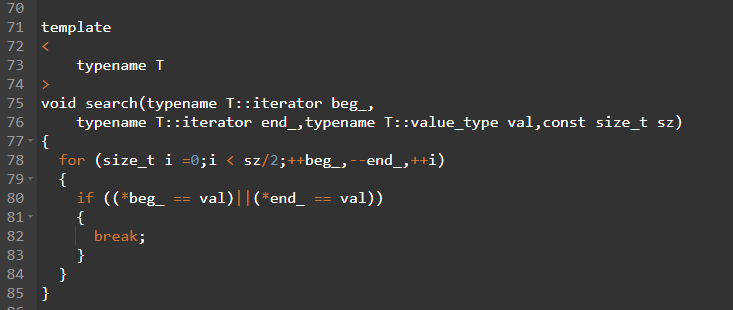 70
71 template
72 <
73     typename T
74 >
75 void search(typename T::iterator beg_,
76     typename T::iterator end_,typename T::value_type val,const size_t sz)
77 {
78   for (size_t i =0;i < sz/2;++beg_,--end_,++i)
79   {
80     if ((*beg_ == val)||(*end_ == val))
81     {
82       break;
83     }
84   }
85 }